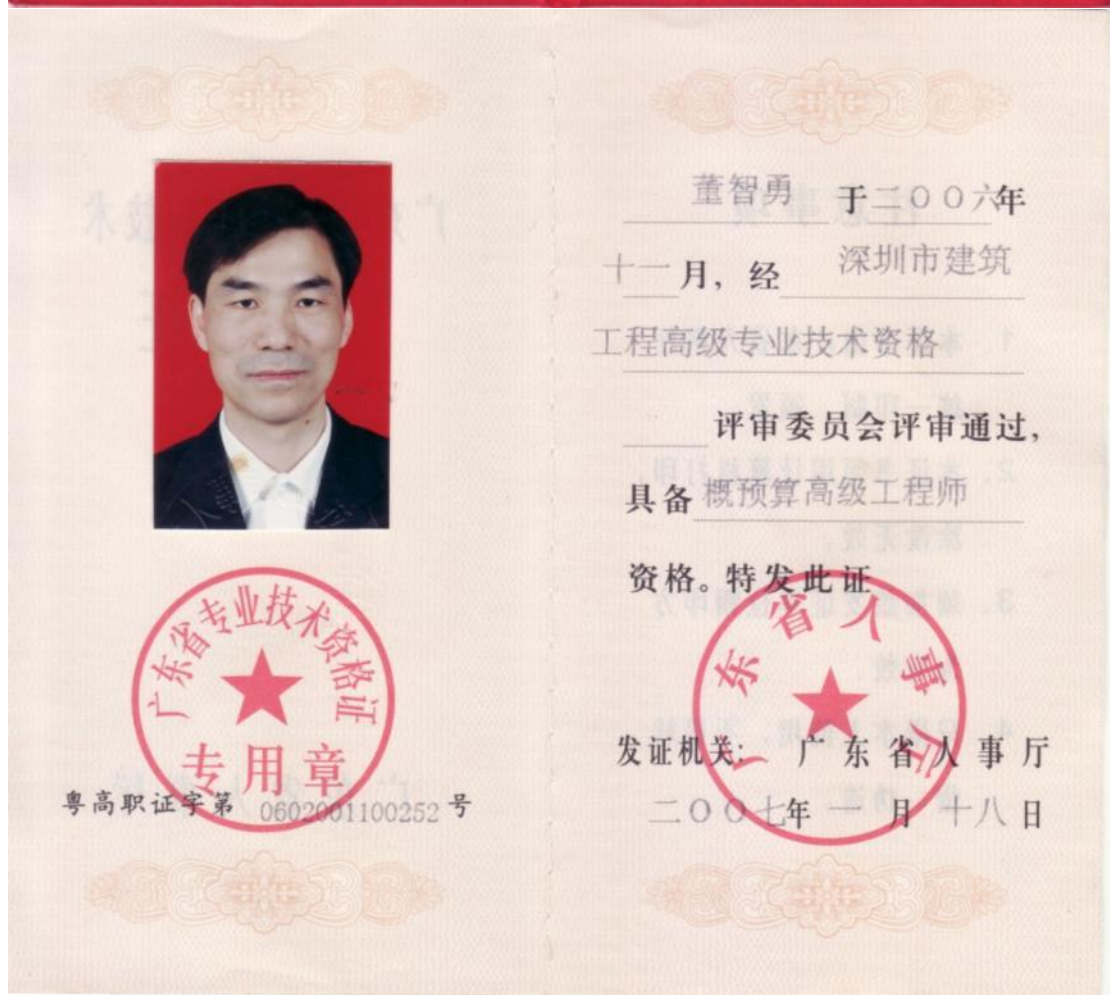 广东省专业技术资格证
专用章
粤高职证字第 0602001100252 号
董智勇 于二〇〇六年
十一月，经 深圳市建筑
工程高级专业技术资格
评审委员会评审通过，
具备 概预算高级工程师
资格。特发此证
广东省人事厅
发证机关：广东省人事厅
二〇〇七年 一 月 十八 日